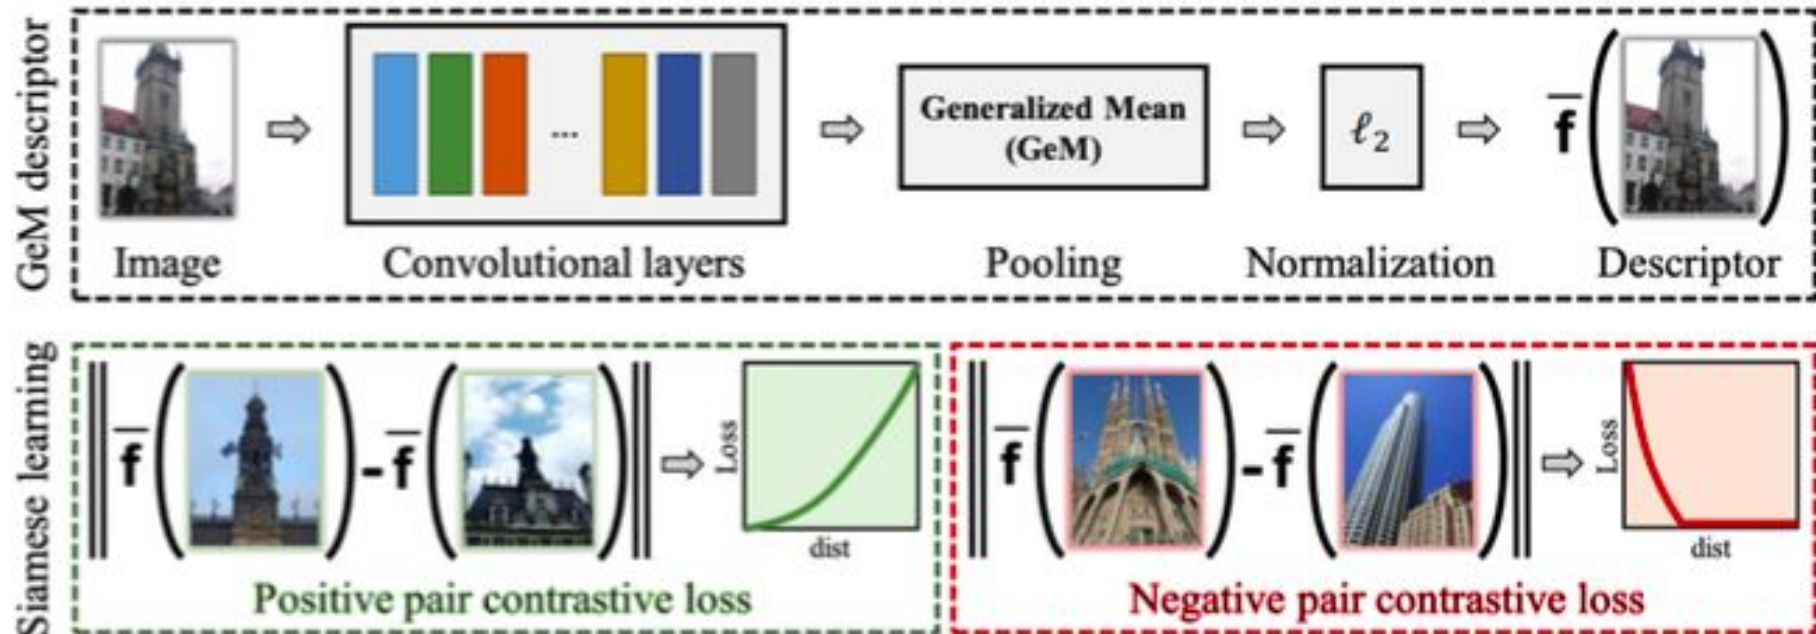 GeM descriptor
...
Generalized Mean
(GeM)
ℓ₂
f̄ ( )
Image
Convolutional layers
Pooling
Normalization
Descriptor
Siamese learning
|| f̄ ( ) - f̄ ( ) ||
Loss
dist
Positive pair contrastive loss
|| f̄ ( ) - f̄ ( ) ||
Loss
dist
Negative pair contrastive loss